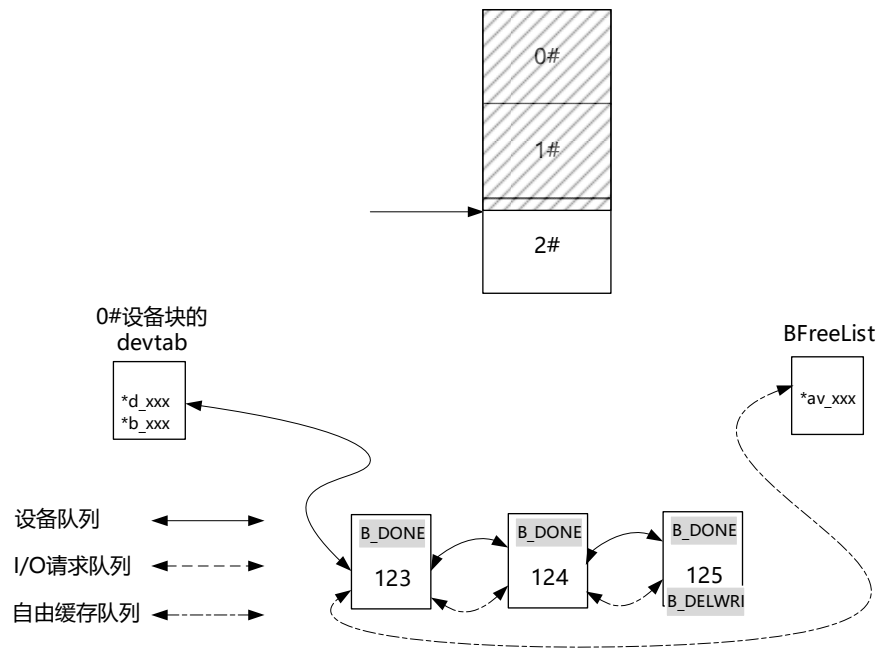 0#
1#
2#
0#设备块的
devtab
BFreeList
*d_xxx
*b_xxx
*av_xxx
设备队列
I/O请求队列
自由缓存队列
B_DONE
123
B_DONE
124
B_DONE
125
B_DELWRI